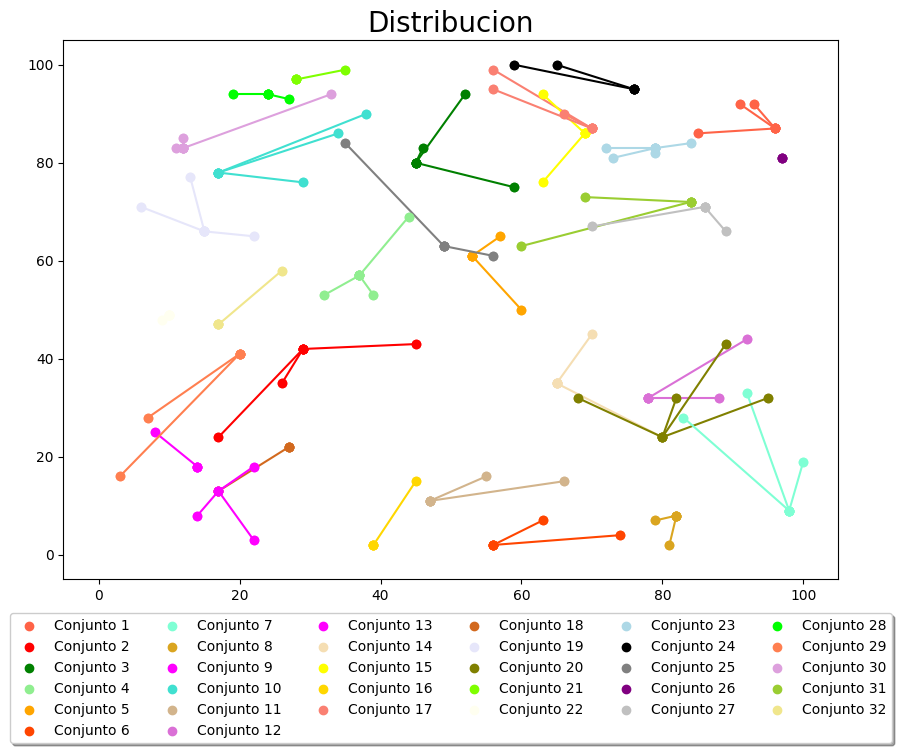 Distribucion
100
80
60
40
20
0
0 20 40 60 80 100
Conjunto 1 Conjunto 7 Conjunto 13 Conjunto 18 Conjunto 23 Conjunto 28
Conjunto 2 Conjunto 8 Conjunto 14 Conjunto 19 Conjunto 24 Conjunto 29
Conjunto 3 Conjunto 9 Conjunto 15 Conjunto 20 Conjunto 25 Conjunto 30
Conjunto 4 Conjunto 10 Conjunto 16 Conjunto 21 Conjunto 26 Conjunto 31
Conjunto 5 Conjunto 11 Conjunto 17 Conjunto 22 Conjunto 27 Conjunto 32
Conjunto 6 Conjunto 12